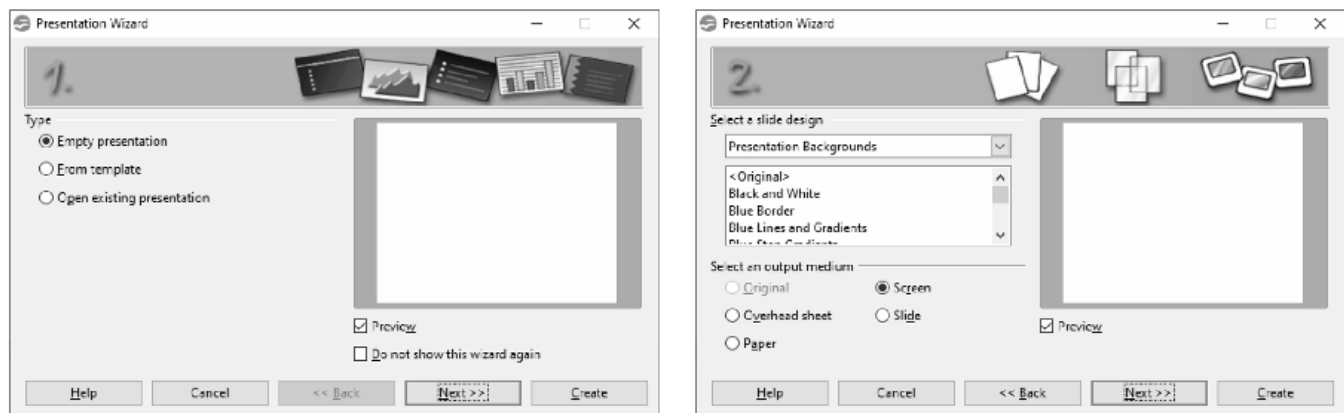 Presentation Wizard
1.
Type
Empty presentation
From template
Open existing presentation
Preview
Do not show this wizard again
Help
Cancel
<< Back
Next >>
Create
Presentation Wizard
2.
Select a slide design
Presentation Backgrounds
<Original>
Black and White
Blue Border
Blue Lines and Gradients
Select an output medium
Original
Screen
Overhead sheet
Slide
Paper
Preview
Help
Cancel
<< Back
Next >>
Create